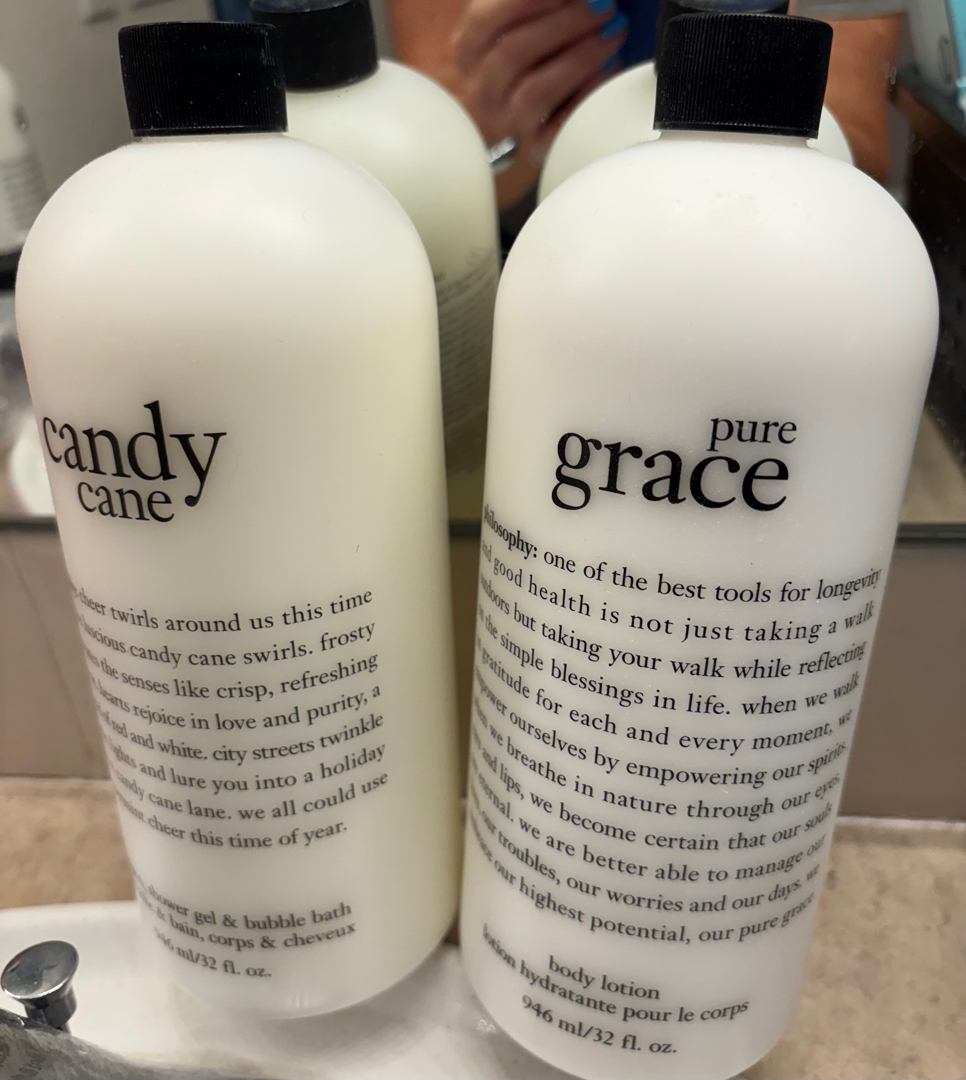 candy
cane
cheer twirls around us this time
candy cane swirls. frosty
the senses like crisp, refreshing
hearts rejoice in love and purity, a
red and white. city streets twinkle
and lure you into a holiday
candy cane lane. we all could use
cheer this time of year.
shower gel & bubble bath
& bain, corps & cheveux
946 ml/32 fl. oz.
pure
grace
philosophy: one of the best tools for longevity
and good health is not just taking a walk
but taking your walk while reflecting
the simple blessings in life. when we walk
gratitude for each and every moment, we
ourselves by empowering our spirits.
we breathe in nature through our eyes,
and lips, we become certain that our souls
we are better able to manage our
our troubles, our worries and our days. we
our highest potential, our pure grace
body lotion
lotion hydratante pour le corps
946 ml/32 fl. oz.